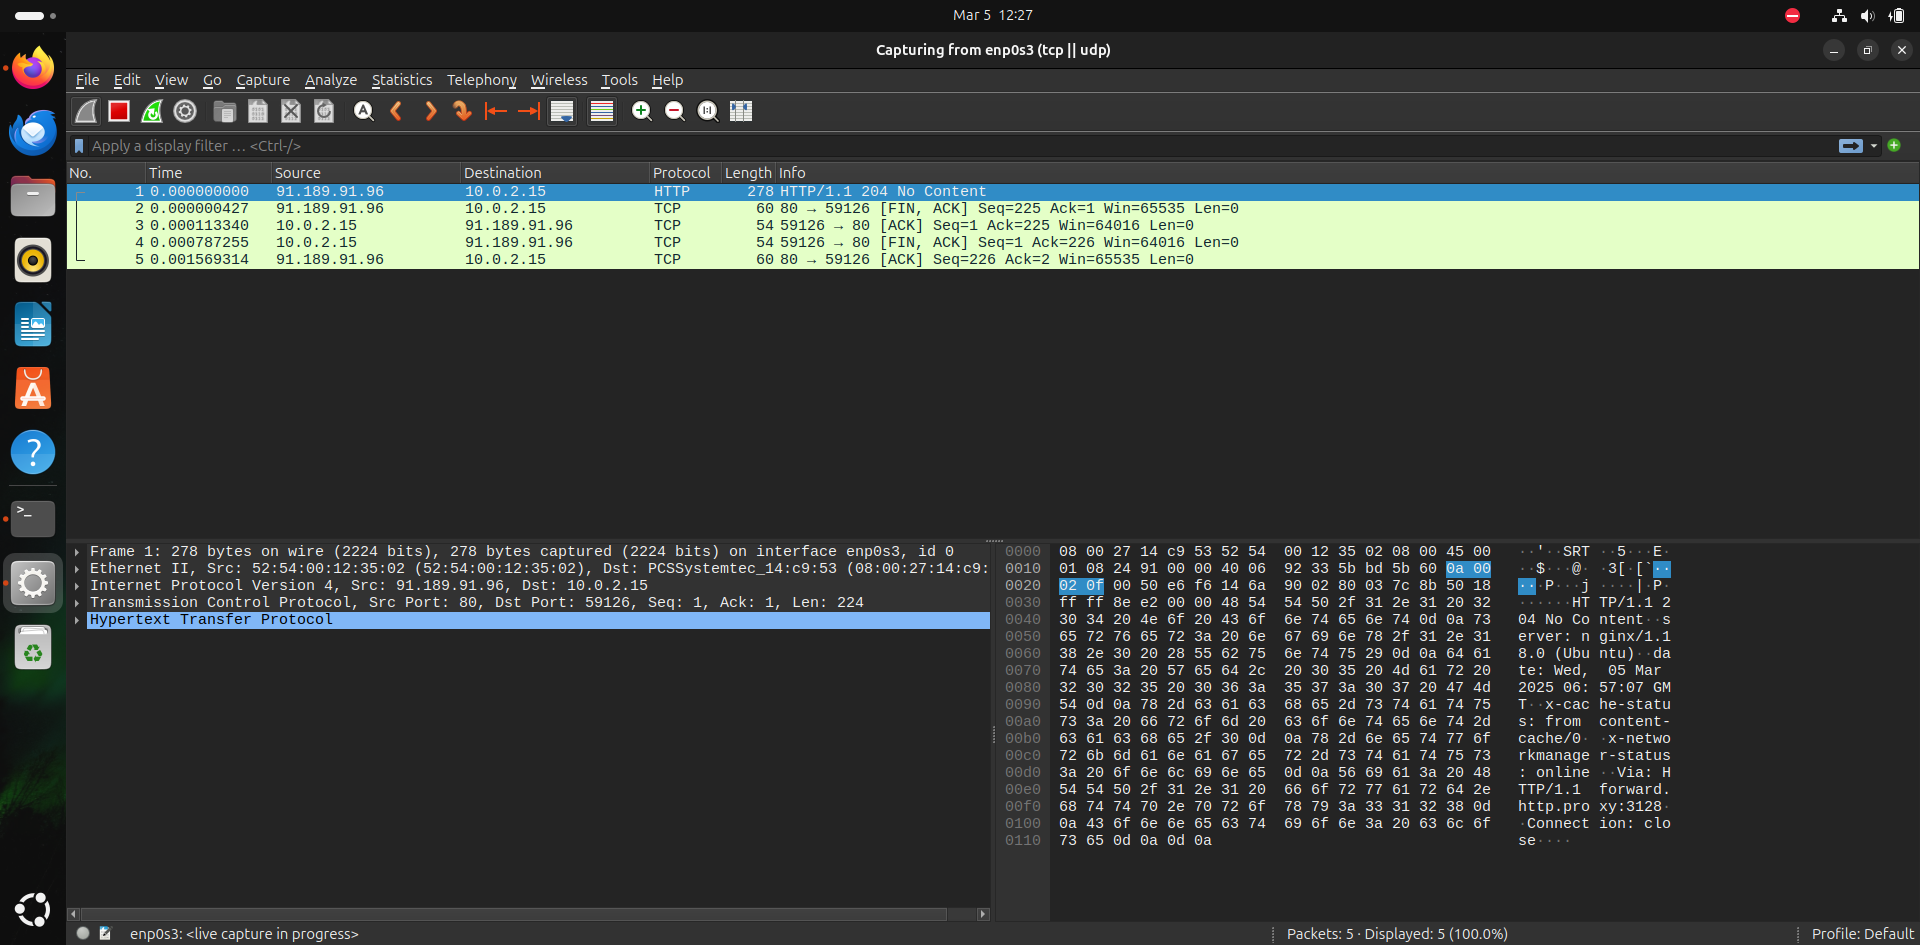 Mar 5 12:27
Capturing from enp0s3 (tcp || udp)
File Edit View Go Capture Analyze Statistics Telephony Wireless Tools Help
Apply a display filter … <Ctrl-/>
No. Time Source Destination Protocol Length Info
1 0.000000000 91.189.91.96 10.0.2.15 HTTP 278 HTTP/1.1 204 No Content
2 0.000000427 91.189.91.96 10.0.2.15 TCP 60 80 → 59126 [FIN, ACK] Seq=225 Ack=1 Win=65535 Len=0
3 0.000113340 10.0.2.15 91.189.91.96 TCP 54 59126 → 80 [ACK] Seq=1 Ack=225 Win=64016 Len=0
4 0.000787255 10.0.2.15 91.189.91.96 TCP 54 59126 → 80 [FIN, ACK] Seq=1 Ack=226 Win=64016 Len=0
5 0.001569314 91.189.91.96 10.0.2.15 TCP 60 80 → 59126 [ACK] Seq=226 Ack=2 Win=65535 Len=0
Frame 1: 278 bytes on wire (2224 bits), 278 bytes captured (2224 bits) on interface enp0s3, id 0
Ethernet II, Src: 52:54:00:12:35:02 (52:54:00:12:35:02), Dst: PCSSystemtec_14:c9:53 (08:00:27:14:c9:
Internet Protocol Version 4, Src: 91.189.91.96, Dst: 10.0.2.15
Transmission Control Protocol, Src Port: 80, Dst Port: 59126, Seq: 1, Ack: 1, Len: 224
Hypertext Transfer Protocol
0000 08 00 27 14 c9 53 52 54 00 12 35 02 08 00 45 00 ··'··SRT ··5···E·
0010 01 08 24 91 00 00 40 06 92 33 5b bd 5b 60 0a 00 ··$···@· ·3[·[`··
0020 02 0f 00 50 e6 f6 14 6a 90 02 80 03 7c 8b 50 18 ···P···j ····|·P·
0030 ff ff 8e e2 00 00 48 54 54 50 2f 31 2e 31 20 32 ······HT TP/1.1 2
0040 30 34 20 4e 6f 20 43 6f 6e 74 65 6e 74 0d 0a 73 04 No Co ntent··s
0050 65 72 76 65 72 3a 20 6e 67 69 6e 78 2f 31 2e 31 erver: n ginx/1.1
0060 38 2e 30 20 28 55 62 75 6e 74 75 29 0d 0a 64 61 8.0 (Ubu ntu)··da
0070 74 65 3a 20 57 65 64 2c 20 30 35 20 4d 61 72 20 te: Wed, 05 Mar
0080 32 30 32 35 20 30 36 3a 35 37 3a 30 37 20 47 4d 2025 06: 57:07 GM
0090 54 0d 0a 78 2d 63 61 63 68 65 2d 73 74 61 74 75 T··x-cac he-statu
00a0 73 3a 20 66 72 6f 6d 20 63 6f 6e 74 65 6e 74 2d s: from content-
00b0 63 61 63 68 65 2f 30 0d 0a 78 2d 6e 65 74 77 6f cache/0· ·x-netwo
00c0 72 6b 6d 61 6e 61 67 65 72 2d 73 74 61 74 75 73 rkmanage r-status
00d0 3a 20 6f 6e 6c 69 6e 65 0d 0a 56 69 61 3a 20 48 : online ··Via: H
00e0 54 54 50 2f 31 2e 31 20 66 6f 72 77 61 72 64 2e TTP/1.1 forward.
00f0 68 74 74 70 2e 70 72 6f 78 79 3a 33 31 32 38 0d http.pro xy:3128·
0100 0a 43 6f 6e 6e 65 63 74 69 6f 6e 3a 20 63 6c 6f ·Connect ion: clo
0110 73 65 0d 0a 0d 0a se····
enp0s3: <live capture in progress> Packets: 5 · Displayed: 5 (100.0%) Profile: Default